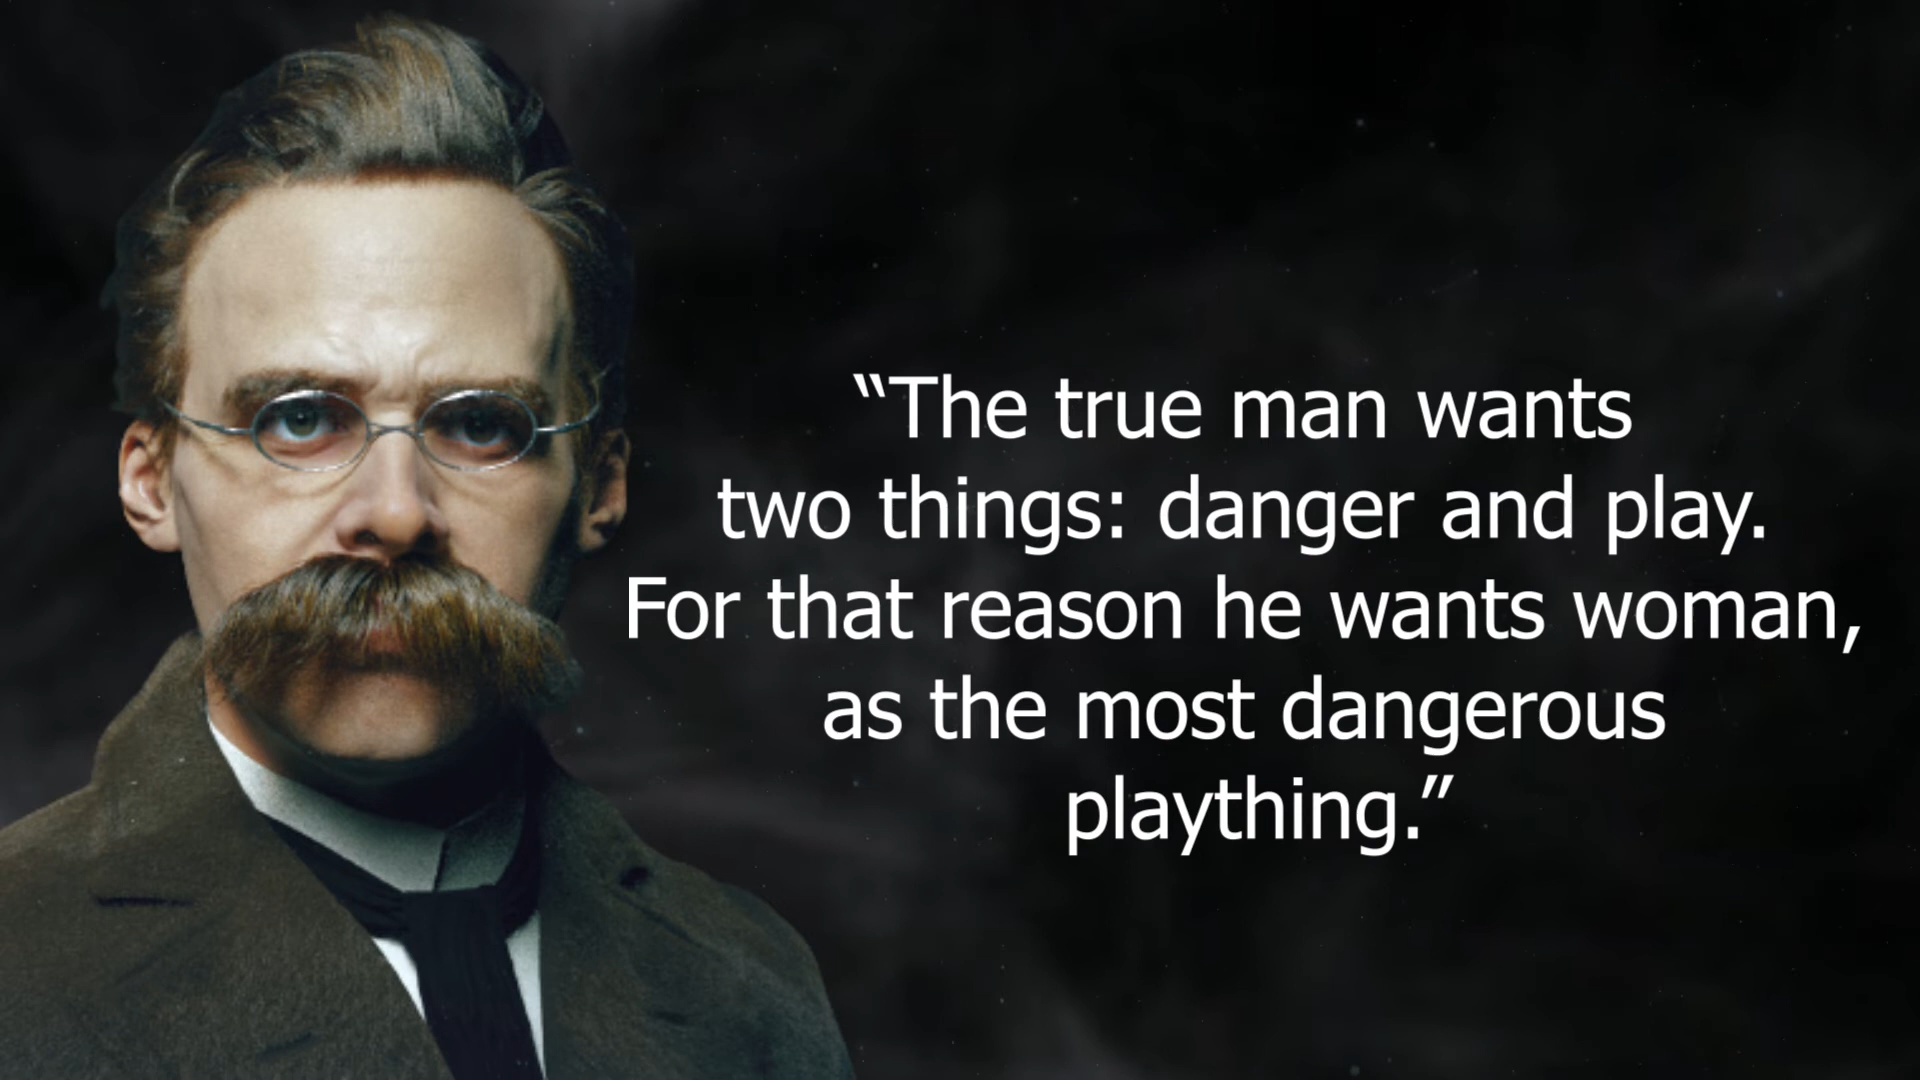 “The true man wants
two things: danger and play.
For that reason he wants woman,
as the most dangerous
plaything.”